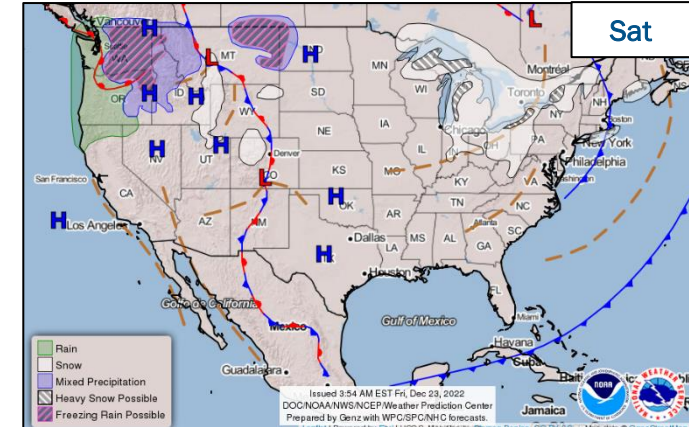 Sat
Vancouver
H
L
Seattle
WA
MT
L
H
ND
MN
Montréal
OR
H
ID
H
WY
SD
WI
Toronto
NH
Boston
IA
NE
Chicago
NY
PA
New York
H
NV
UT
H
Denver
IL
IN
OH
Philadelphia
San Francisco
CO
L
KS
MO
KY
VA
Washington
CA
H
OK
TN
NC
H
Los Angeles
AZ
NM
AR
Atlanta
SC
Dallas
LA
MS
AL
GA
H
TX
Houston
FL
Golfo de California
Gulf of Mexico
Miami
Mexico
Havana
Cuba
Guadalajara
Jamaica
Rain
Snow
Mixed Precipitation
Heavy Snow Possible
Freezing Rain Possible
Issued 3:54 AM EST Fri, Dec 23, 2022
DOC/NOAA/NWS/NCEP/Weather Prediction Center
Prepared by Genz with WPC/SPC/NHC forecasts.
NOAA